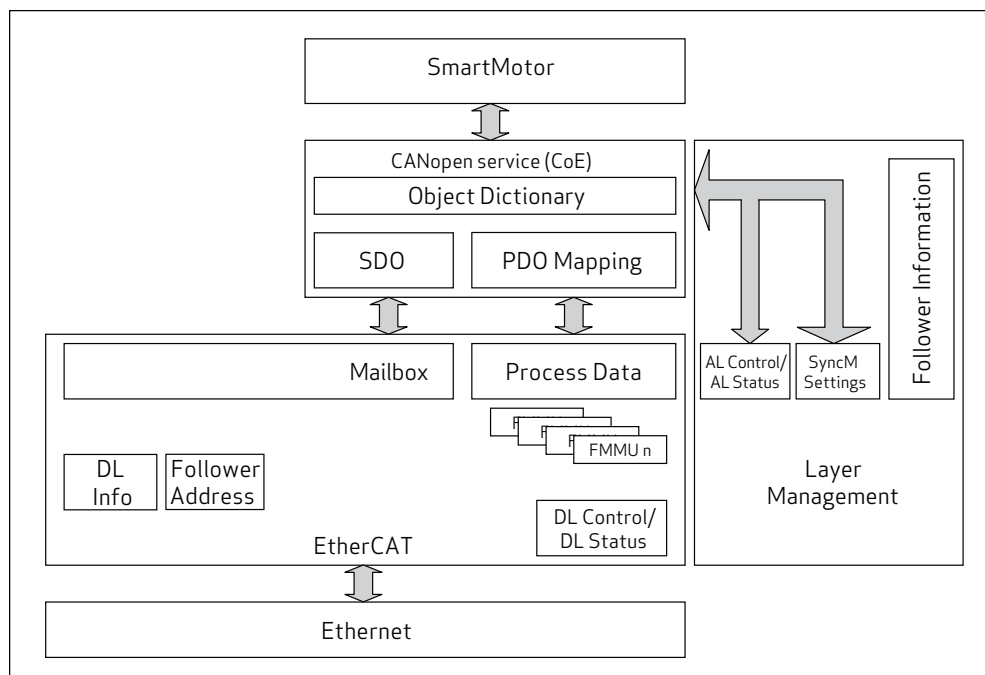 SmartMotor
CANopen service (CoE)
Object Dictionary
SDO
PDO Mapping
Mailbox
Process Data
FMMU n
DL
Info
Follower
Address
DL Control/
DL Status
EtherCAT
Ethernet
AL Control/
AL Status
SyncM
Settings
Follower Information
Layer
Management